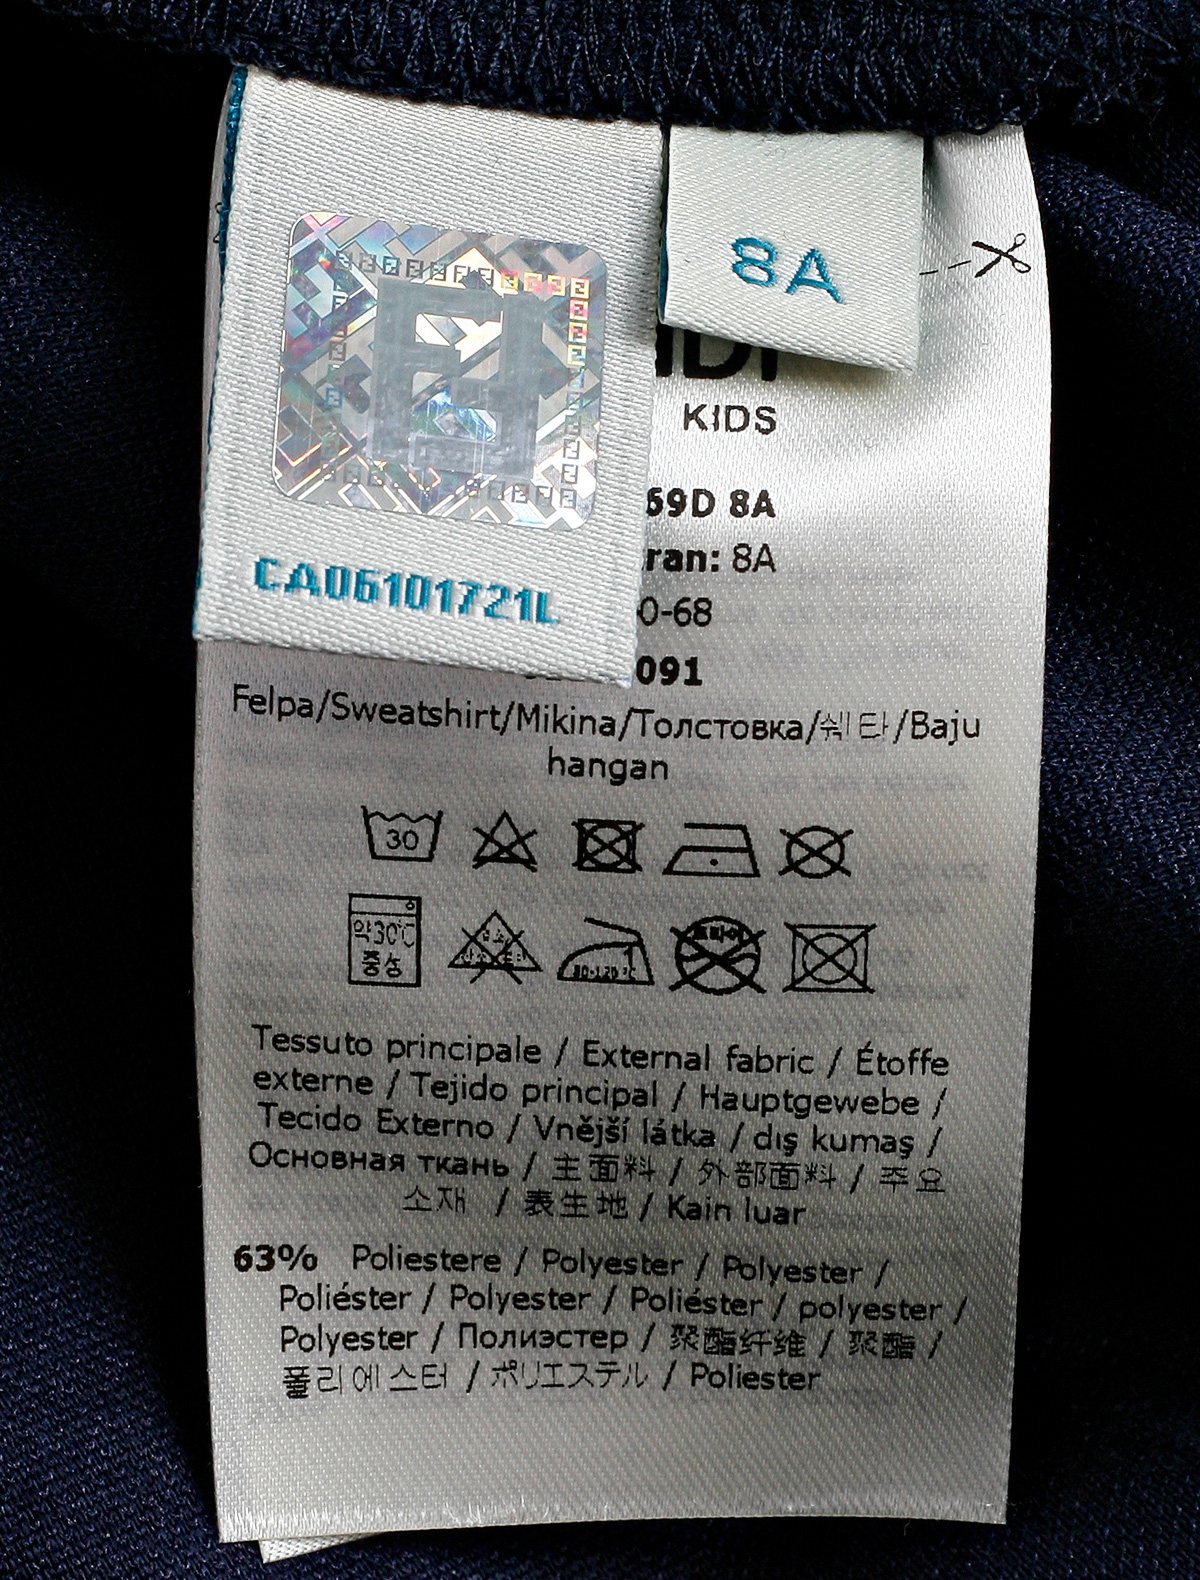 8A
KIDS
CA06101721L
69D 8A
8A
0-68
091
Felpa/Sweatshirt/Mikina/Толстовка/쉐타/Baju
hangan
30
약30℃
중성
80-120℃
Tessuto principale / External fabric / Étoffe
externe / Tejido principal / Hauptgewebe /
Tecido Externo / Vnější látka / dış kumaş /
Основная ткань / 主面料 / 外部面料 / 주요
소재 / 表生地 / Kain luar
63% Poliestere / Polyester / Polyester /
Poliéster / Polyester / Poliéster / polyester /
Polyester / Полиэстер / 聚酯纤维 / 聚酯 /
폴리에스터 / ポリエステル / Poliester